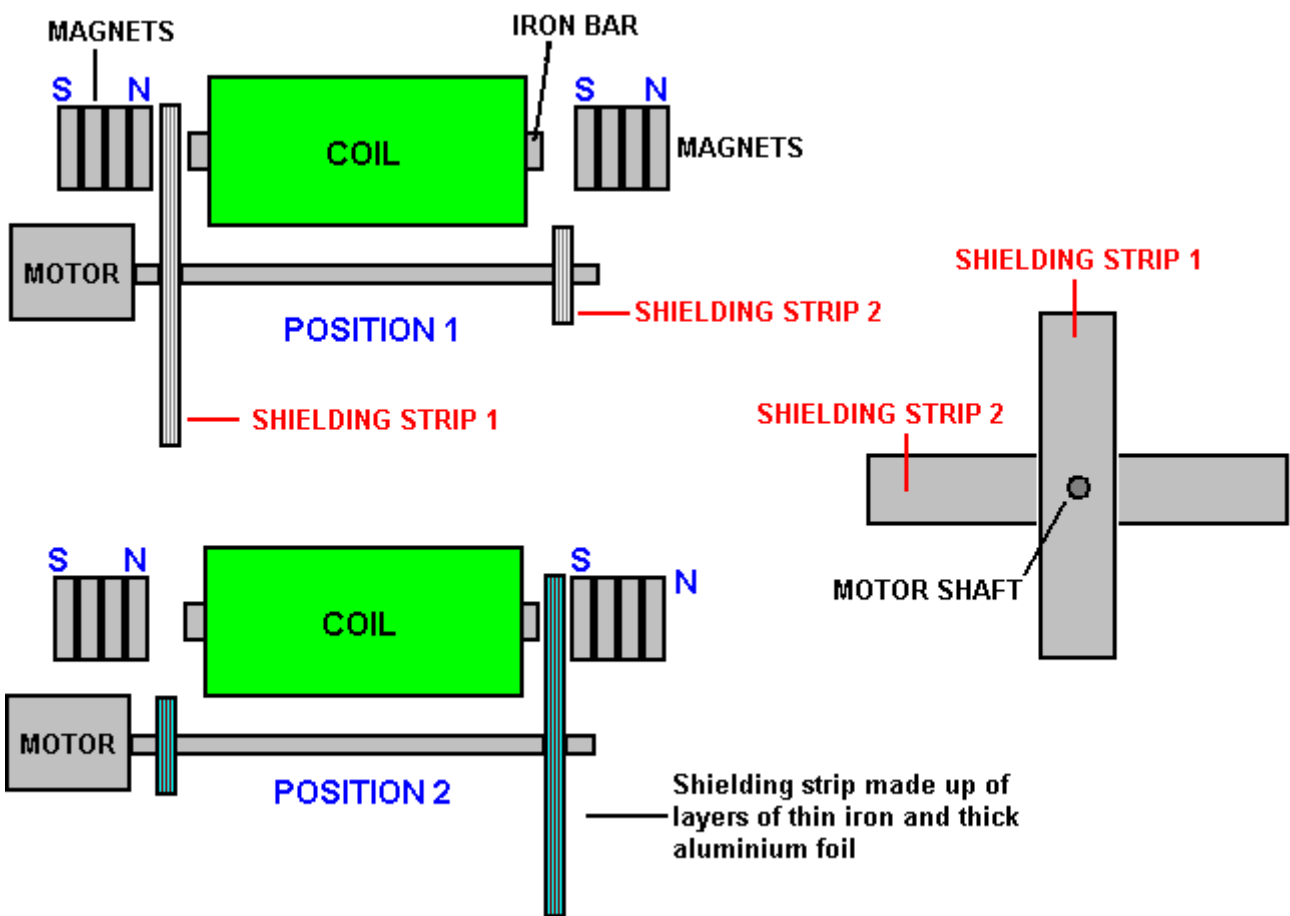 MAGNETS
IRON BAR
S N
S N
COIL
MAGNETS
MOTOR
SHIELDING STRIP 2
POSITION 1
SHIELDING STRIP 1
SHIELDING STRIP 1
SHIELDING STRIP 2
MOTOR SHAFT
S N
S
N
COIL
MOTOR
POSITION 2
Shielding strip made up of
layers of thin iron and thick
aluminium foil